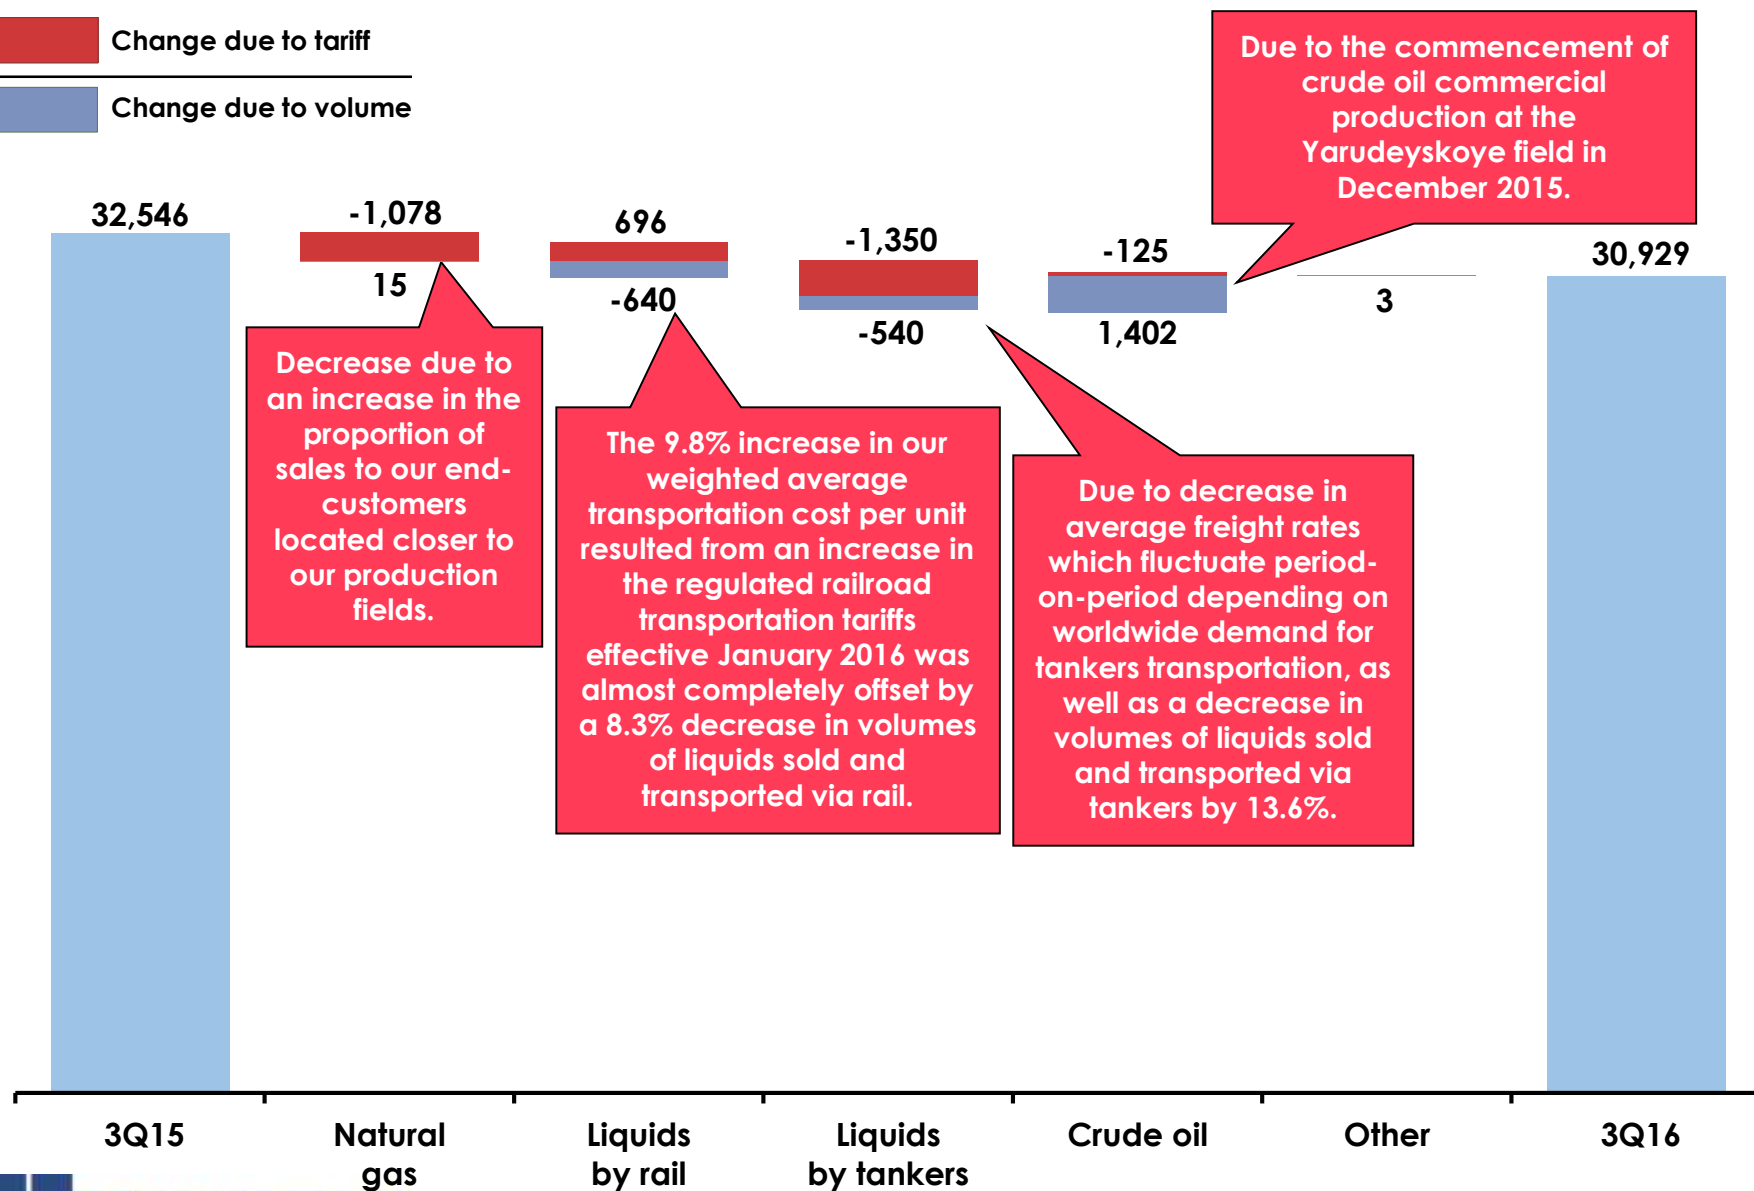 Change due to tariff
Change due to volume
Due to the commencement of
crude oil commercial
production at the
Yarudeyskoye field in
December 2015.
32,546
-1,078
15
696
-640
-1,350
-540
-125
1,402
3
30,929
Decrease due to
an increase in the
proportion of
sales to our end-
customers
located closer to
our production
fields.
The 9.8% increase in our
weighted average
transportation cost per unit
resulted from an increase in
the regulated railroad
transportation tariffs
effective January 2016 was
almost completely offset by
a 8.3% decrease in volumes
of liquids sold and
transported via rail.
Due to decrease in
average freight rates
which fluctuate period-
on-period depending on
worldwide demand for
tankers transportation, as
well as a decrease in
volumes of liquids sold
and transported via
tankers by 13.6%.
3Q15
Natural
gas
Liquids
by rail
Liquids
by tankers
Crude oil
Other
3Q16